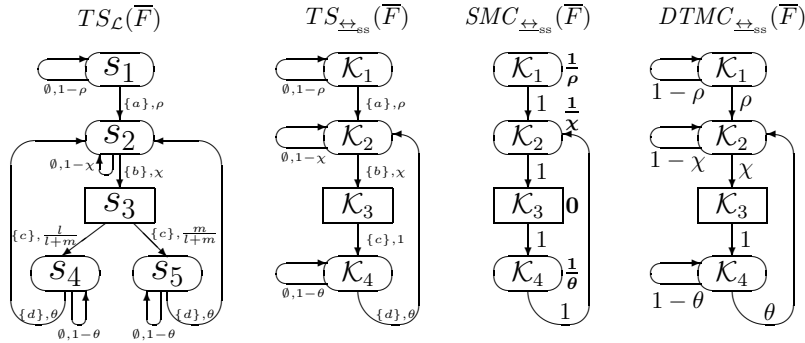 TS_ℒ(F̅) TS_{↔ss}(F̅) SMC_{↔ss}(F̅) DTMC_{↔ss}(F̅)
s₁ 𝒦₁ 𝒦₁ 1/ρ 𝒦₁
∅,1−ρ ∅,1−ρ 1−ρ
{a},ρ {a},ρ 1 ρ
s₂ 𝒦₂ 𝒦₂ 1/χ 𝒦₂
∅,1−χ ∅,1−χ 1−χ
{b},χ {b},χ 1 χ
s₃ 𝒦₃ 𝒦₃ 0 𝒦₃
{c},l/(l+m) {c},m/(l+m) {c},1 1 1
s₄ s₅ 𝒦₄ 𝒦₄ 1/θ 𝒦₄
∅,1−θ 1−θ
{d},θ {d},θ {d},θ 1 θ
∅,1−θ ∅,1−θ